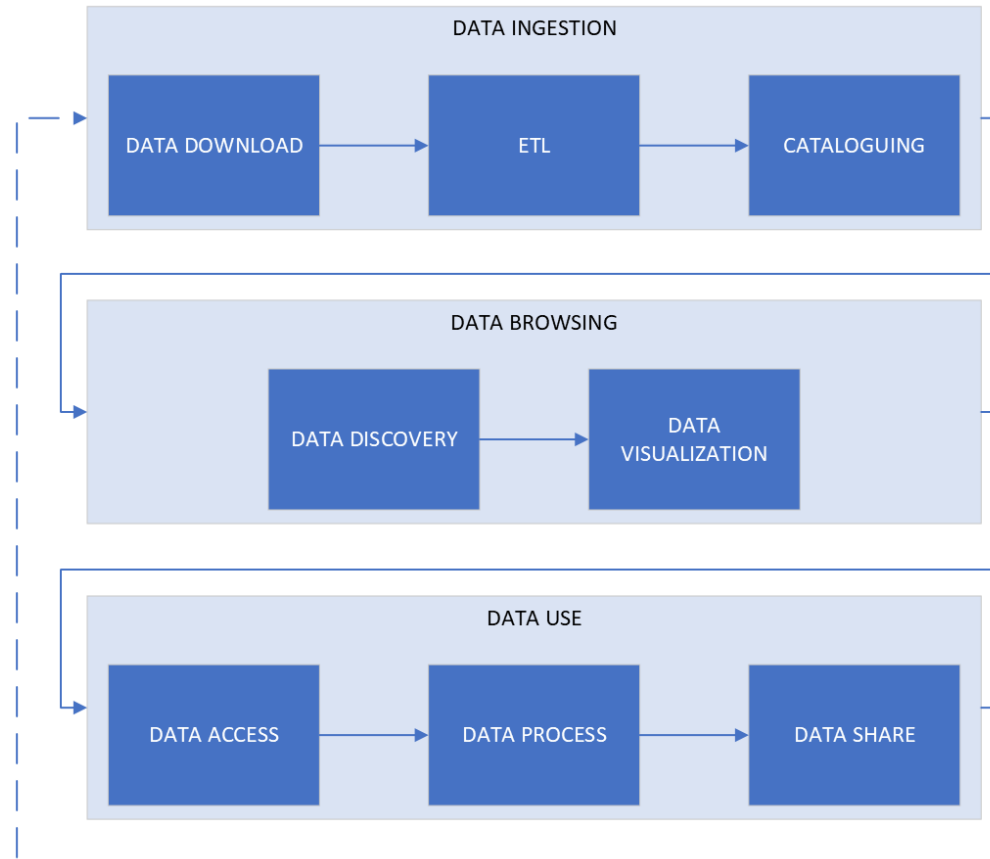 DATA INGESTION
DATA DOWNLOAD
ETL
CATALOGUING
DATA BROWSING
DATA DISCOVERY
DATA
VISUALIZATION
DATA USE
DATA ACCESS
DATA PROCESS
DATA SHARE